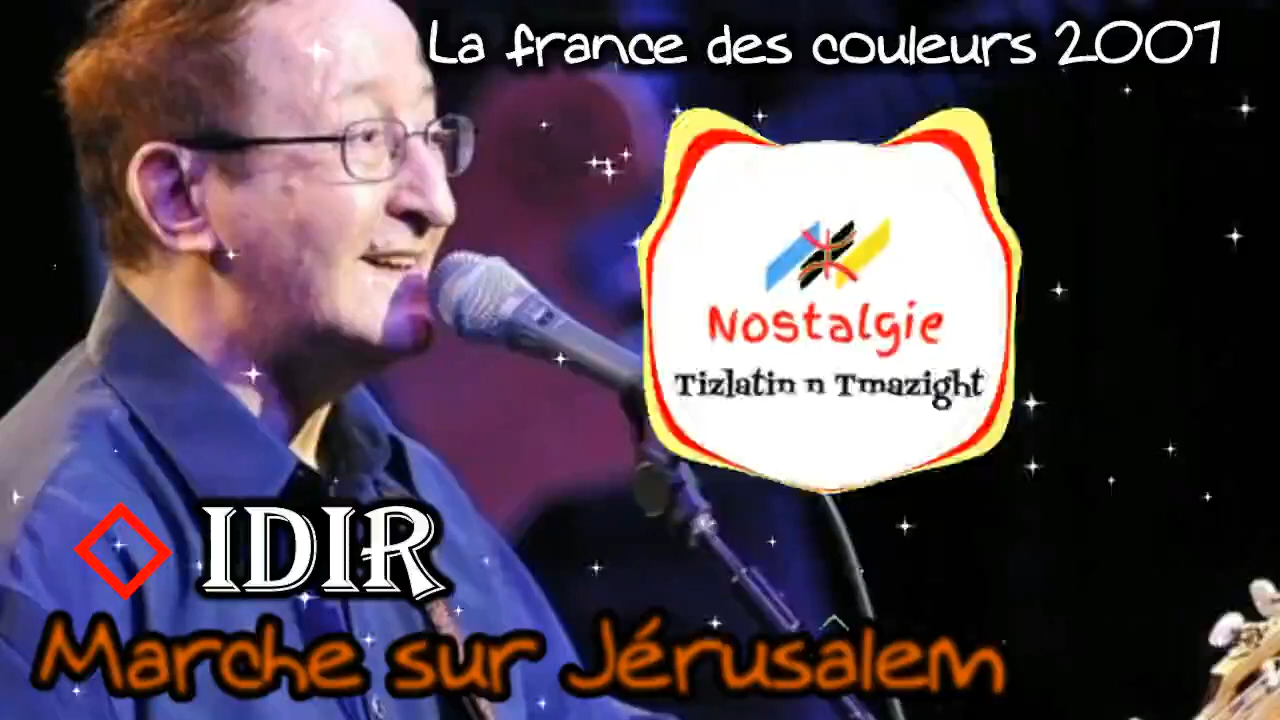 La france des couleurs 2007
Nostalgie
Tizlatin n Tmazight
IDIR
Marche sur Jérusalem